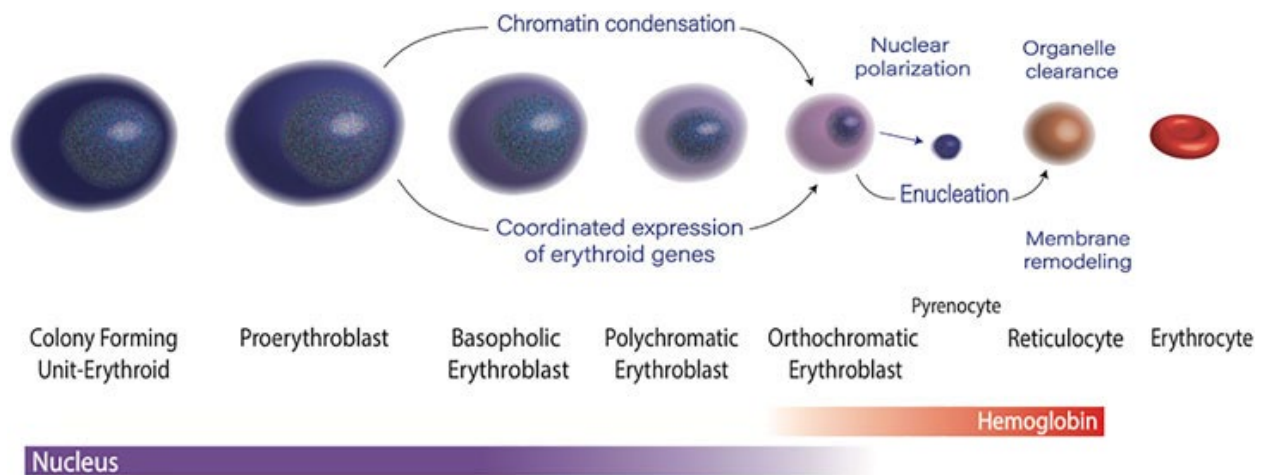 Chromatin condensation
Nuclear
polarization
Organelle
clearance
Enucleation
Coordinated expression
of erythroid genes
Membrane
remodeling
Pyrenocyte
Colony Forming
Unit-Erythroid
Proerythroblast
Basopholic
Erythroblast
Polychromatic
Erythroblast
Orthochromatic
Erythroblast
Reticulocyte
Erythrocyte
Hemoglobin
Nucleus